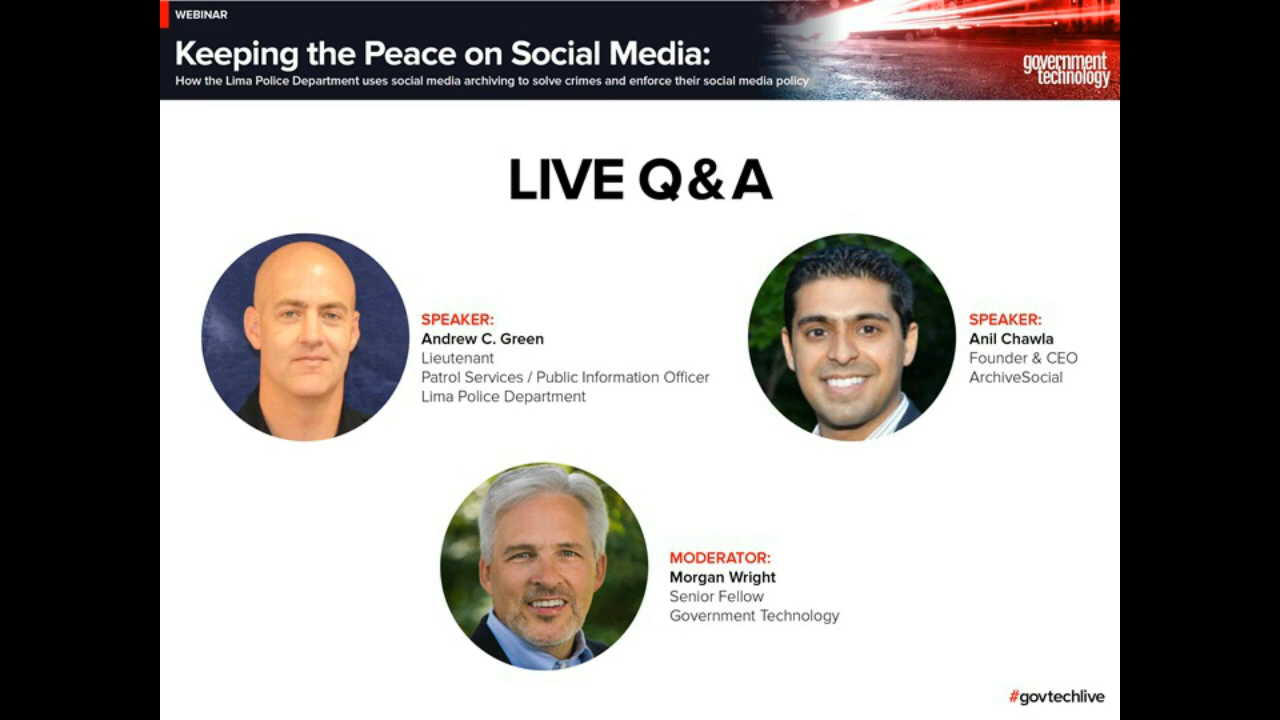 WEBINAR
Keeping the Peace on Social Media:
How the Lima Police Department uses social media archiving to solve crimes and enforce their social media policy
government
technology
LIVE Q&A
SPEAKER:
Andrew C. Green
Lieutenant
Patrol Services / Public Information Officer
Lima Police Department
SPEAKER:
Anil Chawla
Founder & CEO
ArchiveSocial
MODERATOR:
Morgan Wright
Senior Fellow
Government Technology
#govtechlive